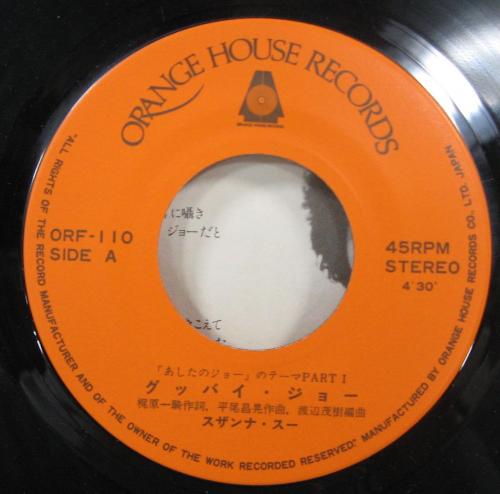 ORANGE HOUSE RECORDS
ORANGE HOUSE RECORDS
に囁き
ジョーだと
こえて
ORF-110
SIDE A
45RPM
STEREO
4'30"
「あしたのジョー」のテーマPART I
グッバイ・ジョー
梶原一騎作詞、平尾昌晃作曲、渡辺茂樹編曲
スザンナ・スー
"ALL RIGHTS OF THE RECORD MANUFACTURER AND OF THE OWNER OF THE WORK RECORDED RESERVED." MANUFACTURED BY ORANGE HOUSE RECORDS CO., LTD. JAPAN